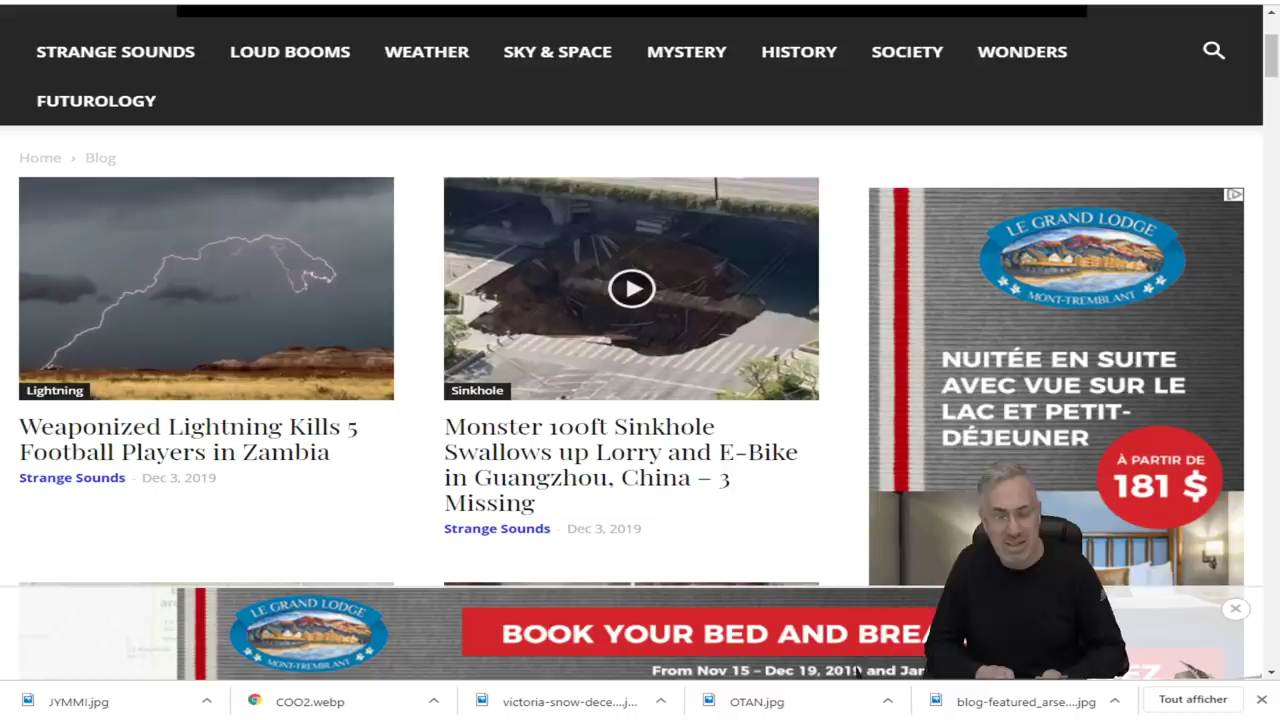 STRANGE SOUNDS LOUD BOOMS WEATHER SKY & SPACE MYSTERY HISTORY SOCIETY WONDERS
FUTUROLOGY
Home › Blog
Lightning
Weaponized Lightning Kills 5
Football Players in Zambia
Strange Sounds - Dec 3, 2019
Sinkhole
Monster 100ft Sinkhole
Swallows up Lorry and E-Bike
in Guangzhou, China – 3
Missing
Strange Sounds - Dec 3, 2019
LE GRAND LODGE
MONT-TREMBLANT
NUITÉE EN SUITE
AVEC VUE SUR LE
LAC ET PETIT-
DÉJEUNER
À PARTIR DE
181 $
LE GRAND LODGE
MONT-TREMBLANT
BOOK YOUR BED AND
From Nov 15 – Dec 19, 2019 and
JYMMI.jpg
COO2.webp
victoria-snow-dece....j...
OTAN.jpg
blog-featured_arse....jpg
Tout afficher